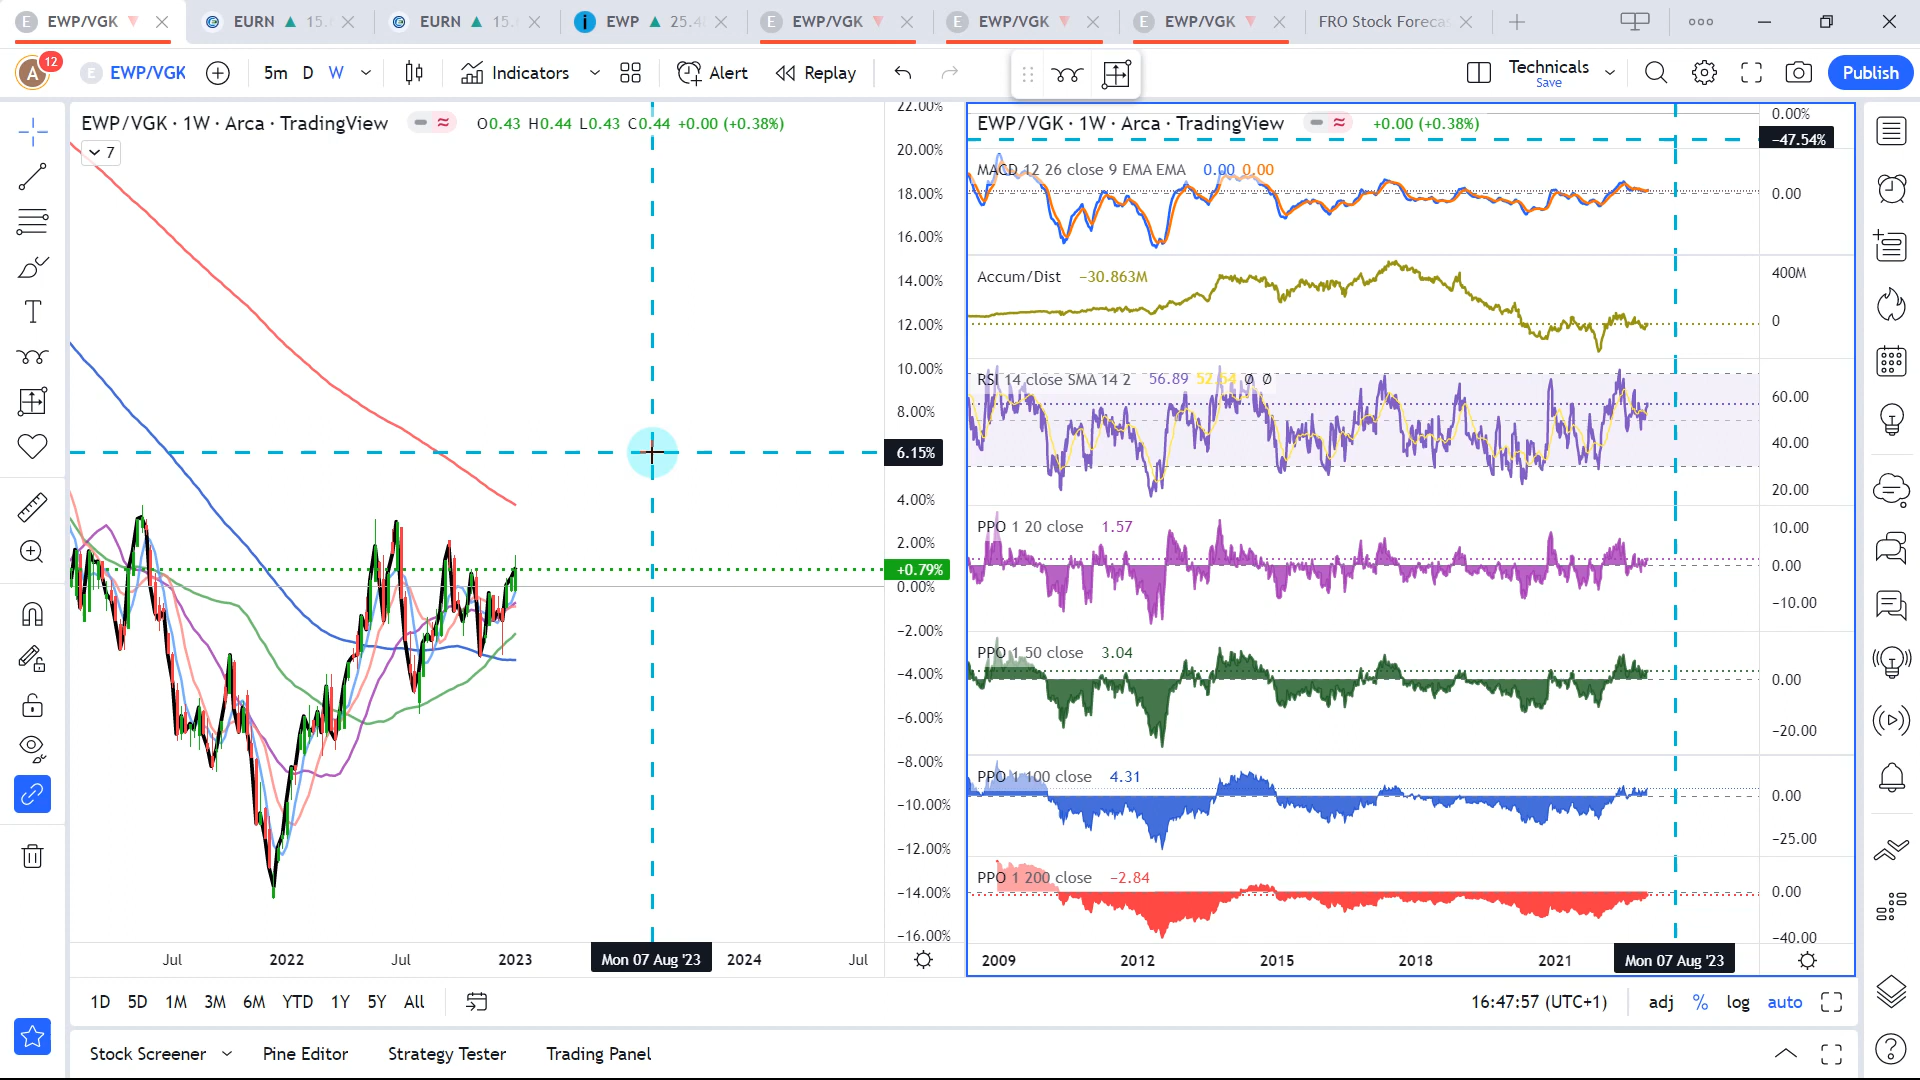 E EWP/VGK
EURN 15.
EURN 15.
i EWP 25.4
E EWP/VGK
E EWP/VGK
E EWP/VGK
FRO Stock Foreca
A 12 E EWP/VGK 5m D W Indicators Alert Replay Technicals Save Publish
EWP/VGK · 1W · Arca · TradingView O0.43 H0.44 L0.43 C0.44 +0.00 (+0.38%)
7
22.00%
20.00%
18.00%
16.00%
14.00%
12.00%
10.00%
8.00%
6.15%
4.00%
2.00%
+0.79%
0.00%
−2.00%
−4.00%
−6.00%
−8.00%
−10.00%
−12.00%
−14.00%
−16.00%
Jul 2022 Jul 2023 Mon 07 Aug '23 2024 Jul
EWP/VGK · 1W · Arca · TradingView +0.00 (+0.38%)
0.00%
−47.54%
MACD 12 26 close 9 EMA EMA 0.00 0.00
0.00
Accum/Dist −30.863M
400M
0
RSI 14 close SMA 14 2 56.89 52.54 Ø Ø
60.00
40.00
20.00
PPO 1 20 close 1.57
10.00
0.00
−10.00
PPO 1 50 close 3.04
0.00
−20.00
PPO 1 100 close 4.31
0.00
−25.00
PPO 1 200 close −2.84
0.00
−40.00
2009 2012 2015 2018 2021 Mon 07 Aug '23
1D 5D 1M 3M 6M YTD 1Y 5Y All 16:47:57 (UTC+1) adj % log auto
Stock Screener Pine Editor Strategy Tester Trading Panel